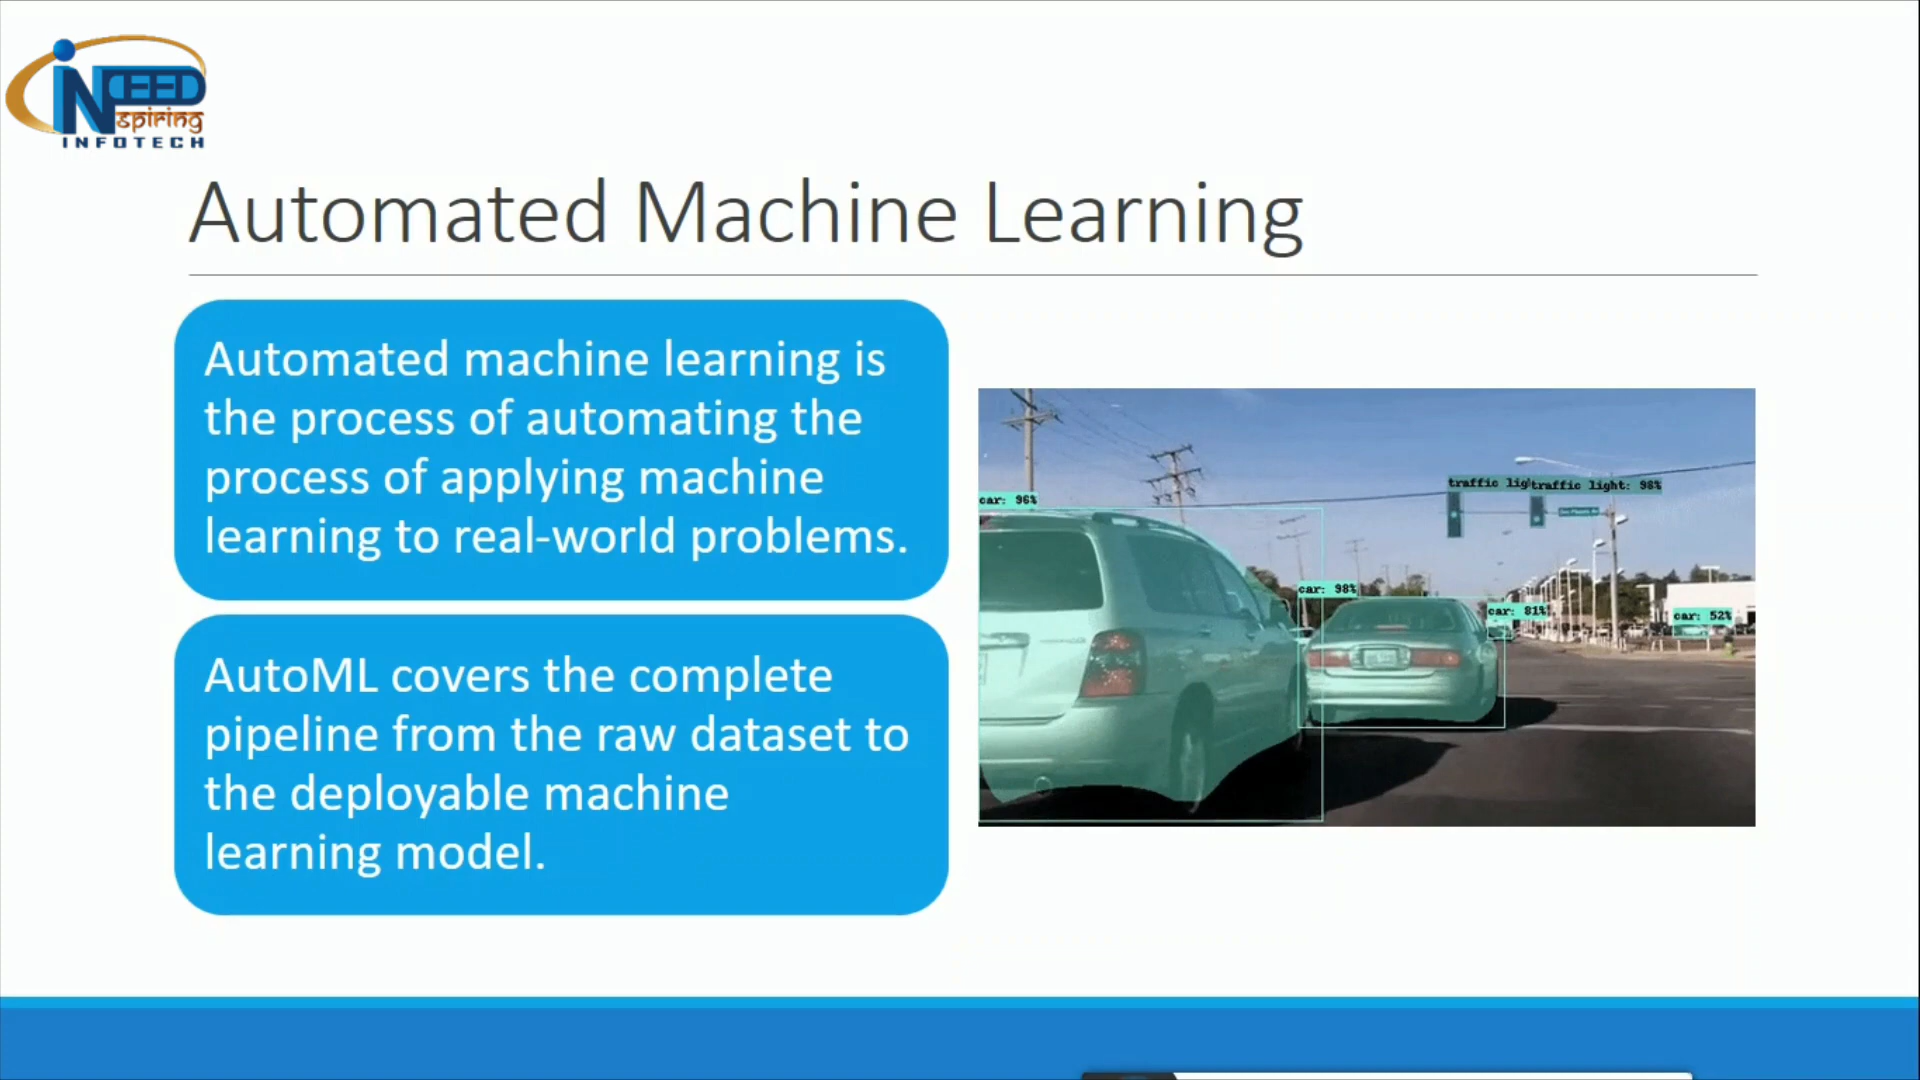 iNDEED
spiring
INFOTECH
Automated Machine Learning
Automated machine learning is
the process of automating the
process of applying machine
learning to real-world problems.
AutoML covers the complete
pipeline from the raw dataset to
the deployable machine
learning model.
car: 96%
traffic lig
traffic light: 98%
car: 98%
car: 81%
car: 52%